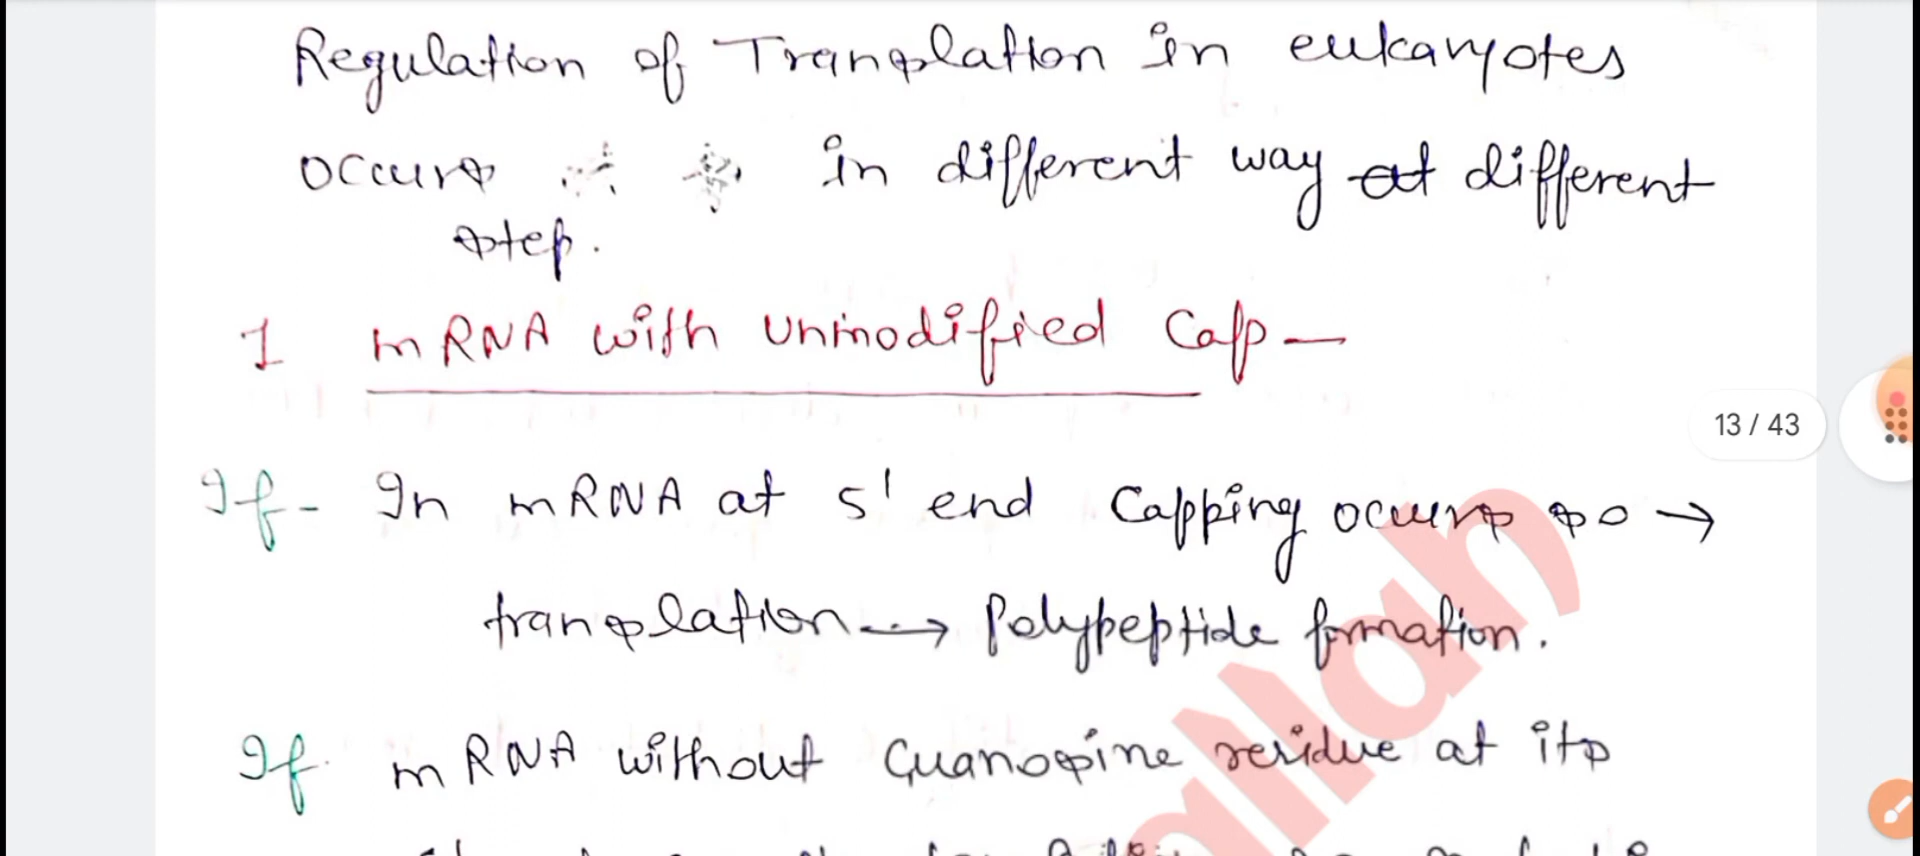 Regulation of Translation in eukaryotes
occurs in different way at different
step.
1 mRNA with unmodified Capp -
If - In mRNA at 5' end Capping occurs so →
translation → Polypeptide formation.
13 / 43
If mRNA without Guanosine residue at its